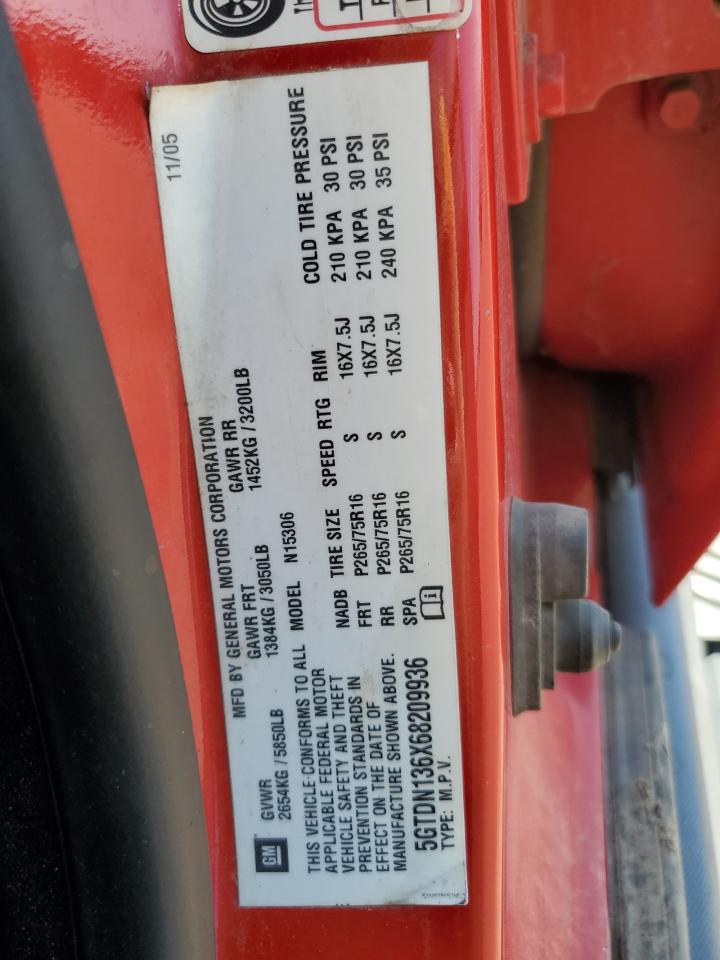 MFD BY GENERAL MOTORS CORPORATION 11/05
GM GVWR GAWR FRT GAWR RR
2654KG / 5850LB 1384KG / 3050LB 1452KG / 3200LB
THIS VEHICLE CONFORMS TO ALL
APPLICABLE FEDERAL MOTOR
VEHICLE SAFETY AND THEFT
PREVENTION STANDARDS IN
EFFECT ON THE DATE OF
MANUFACTURE SHOWN ABOVE.
5GTDN136X68209936
TYPE: M.P.V.
MODEL N15306
NADB TIRE SIZE SPEED RTG RIM COLD TIRE PRESSURE
FRT P265/75R16 S 16X7.5J 210 KPA 30 PSI
RR P265/75R16 S 16X7.5J 210 KPA 30 PSI
SPA P265/75R16 S 16X7.5J 240 KPA 35 PSI